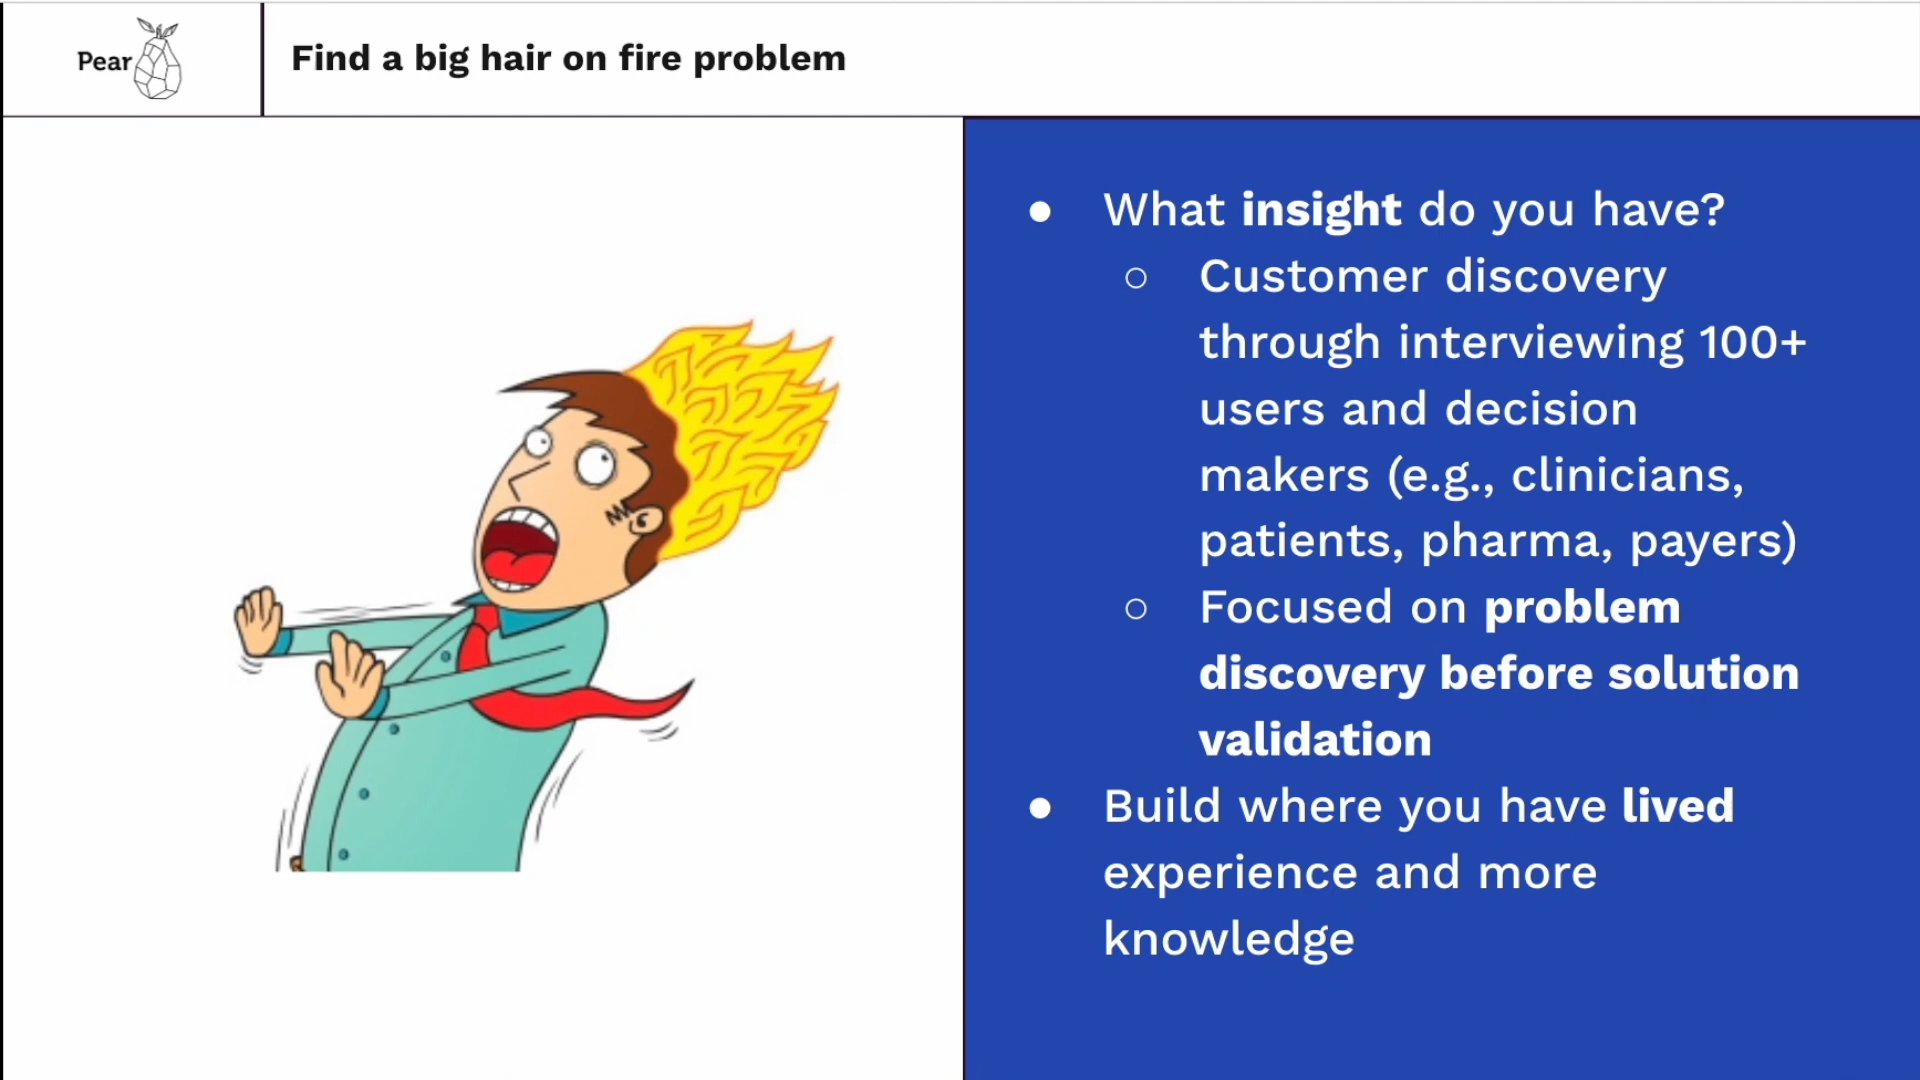 Pear
Find a big hair on fire problem
● What insight do you have?
○ Customer discovery
through interviewing 100+
users and decision
makers (e.g., clinicians,
patients, pharma, payers)
○ Focused on problem
discovery before solution
validation
● Build where you have lived
experience and more
knowledge